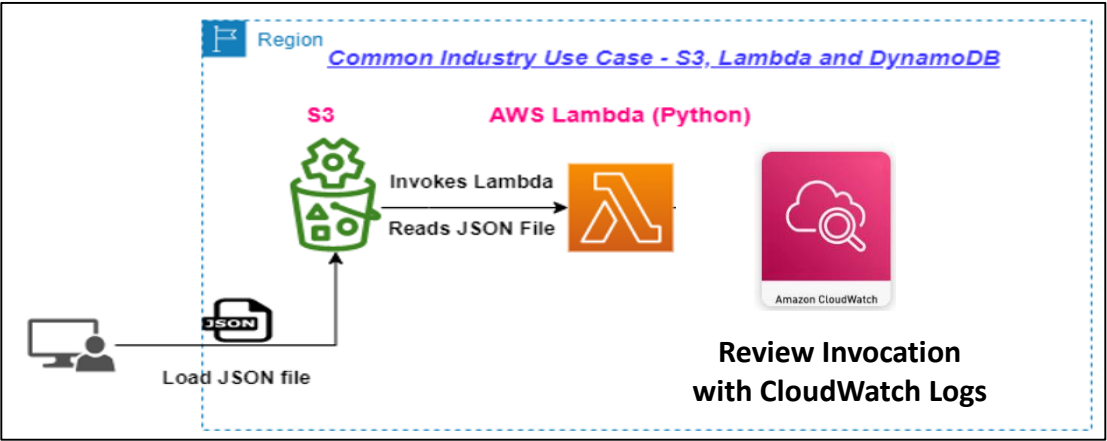 Region
Common Industry Use Case - S3, Lambda and DynamoDB
S3
AWS Lambda (Python)
Invokes Lambda
Reads JSON File
Amazon CloudWatch
JSON
Load JSON file
Review Invocation
with CloudWatch Logs